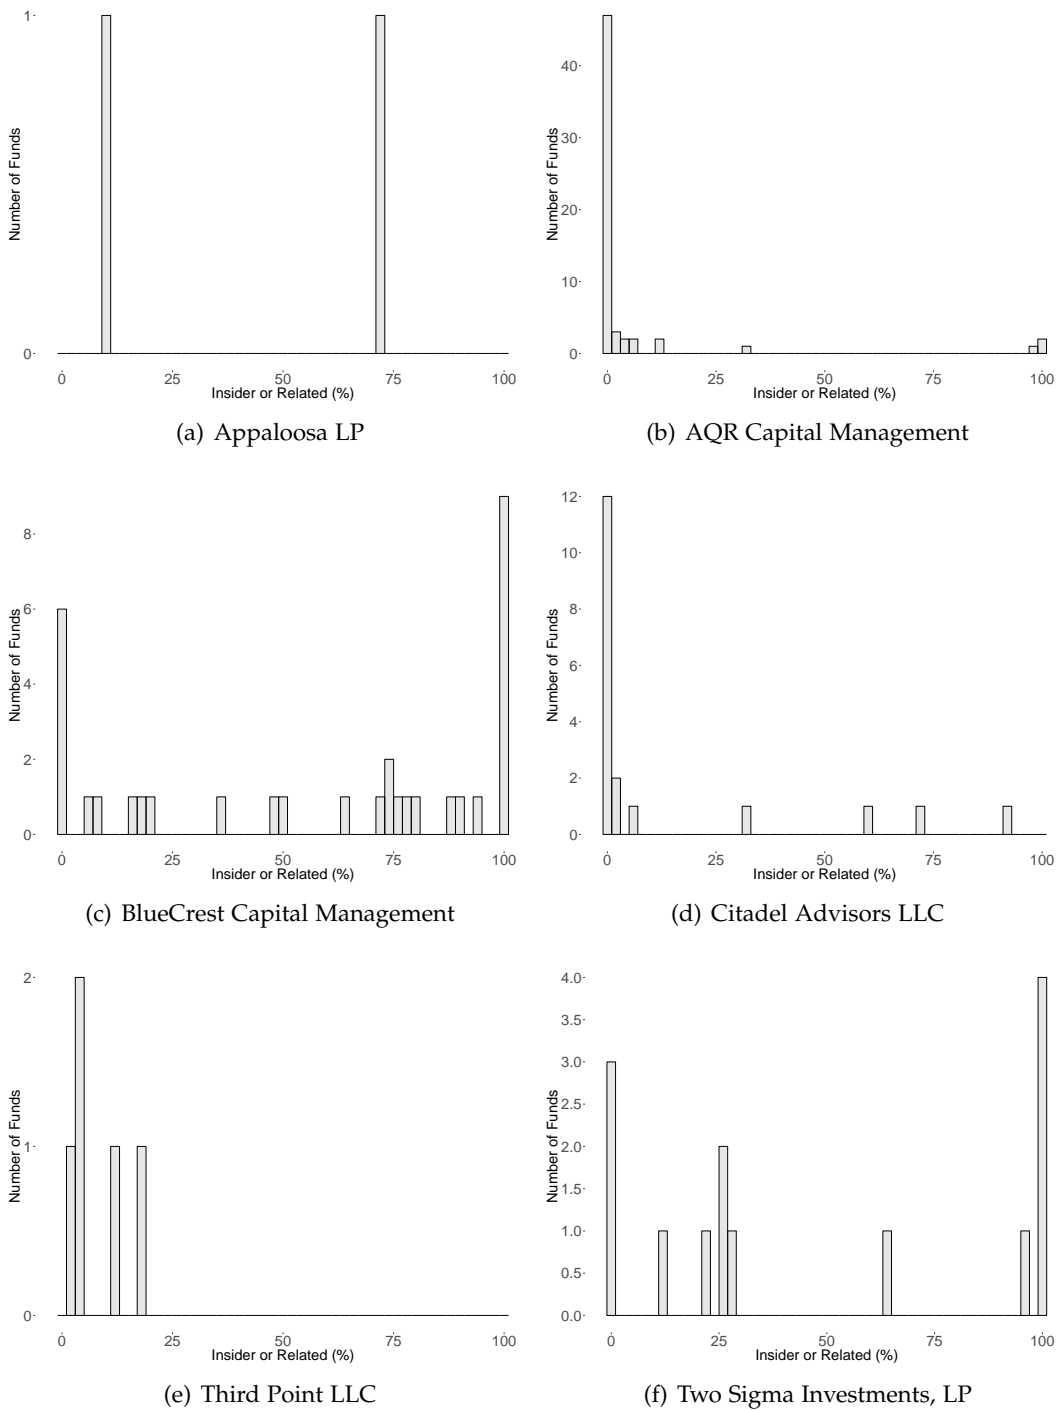 1-
0-
Number of Funds
0 25 50 75 100
Insider or Related (%)
(a) Appaloosa LP
40-
30-
20-
10-
0-
Number of Funds
0 25 50 75 100
Insider or Related (%)
(b) AQR Capital Management
8-
6-
4-
2-
0-
Number of Funds
0 25 50 75 100
Insider or Related (%)
(c) BlueCrest Capital Management
12-
10-
8-
6-
4-
2-
0-
Number of Funds
0 25 50 75 100
Insider or Related (%)
(d) Citadel Advisors LLC
2-
1-
0-
Number of Funds
0 25 50 75 100
Insider or Related (%)
(e) Third Point LLC
4.0-
3.5-
3.0-
2.5-
2.0-
1.5-
1.0-
0.5-
0.0-
Number of Funds
0 25 50 75 100
Insider or Related (%)
(f) Two Sigma Investments, LP